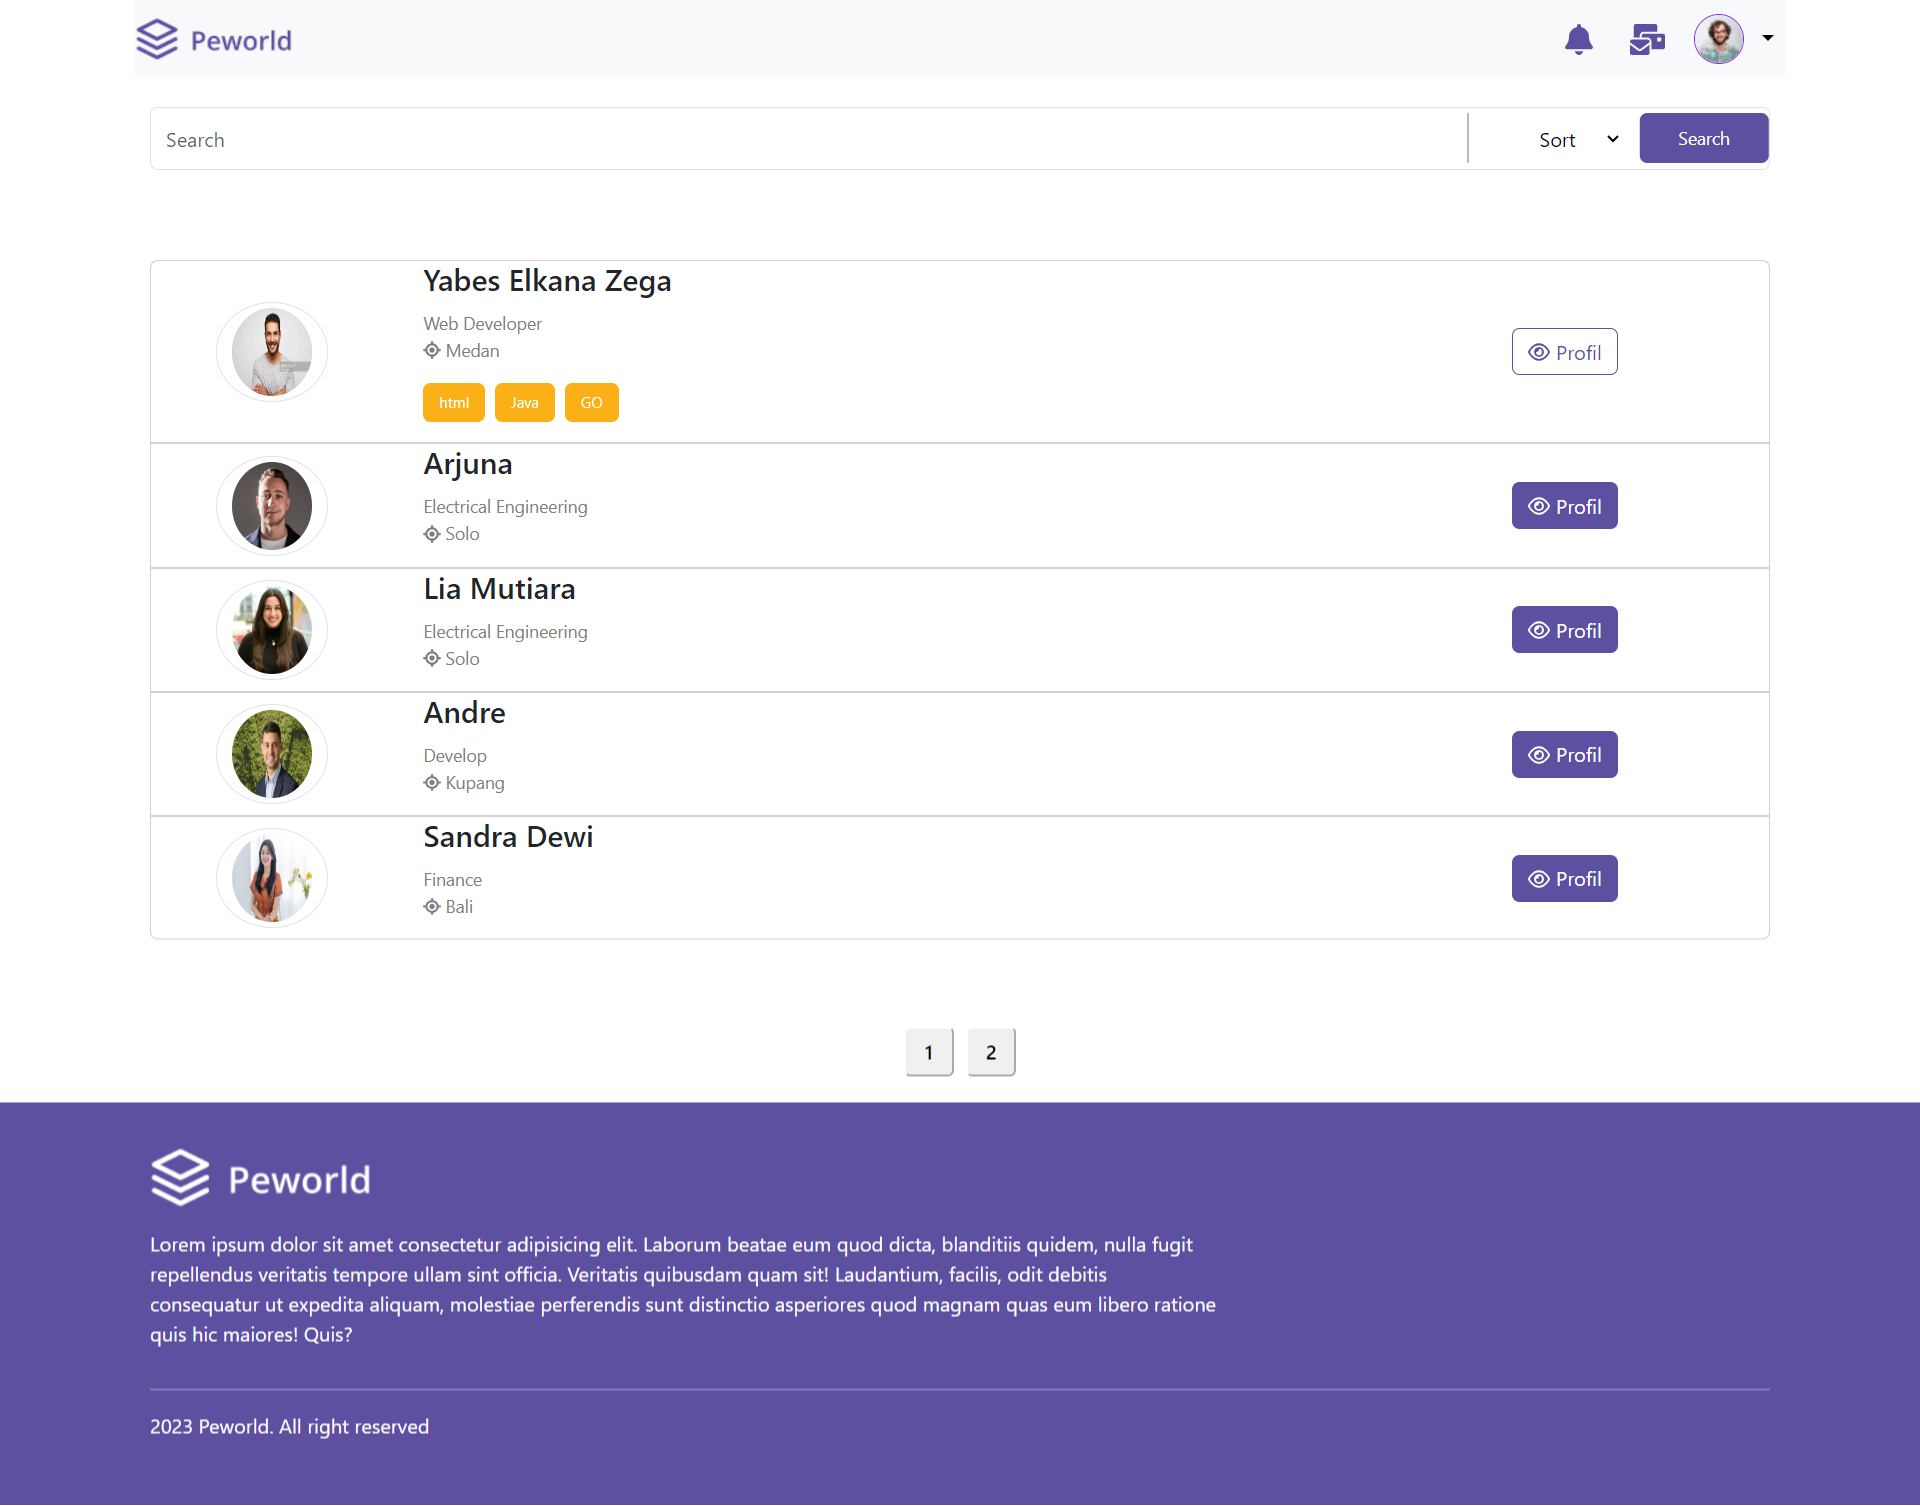 Peworld
Search
Sort
Search
Yabes Elkana Zega
Web Developer
Medan
html Java GO
Profil
Arjuna
Electrical Engineering
Solo
Profil
Lia Mutiara
Electrical Engineering
Solo
Profil
Andre
Develop
Kupang
Profil
Sandra Dewi
Finance
Bali
Profil
1 2
Peworld
Lorem ipsum dolor sit amet consectetur adipisicing elit. Laborum beatae eum quod dicta, blanditiis quidem, nulla fugit
repellendus veritatis tempore ullam sint officia. Veritatis quibusdam quam sit! Laudantium, facilis, odit debitis
consequatur ut expedita aliquam, molestiae perferendis sunt distinctio asperiores quod magnam quas eum libero ratione
quis hic maiores! Quis?
2023 Peworld. All right reserved